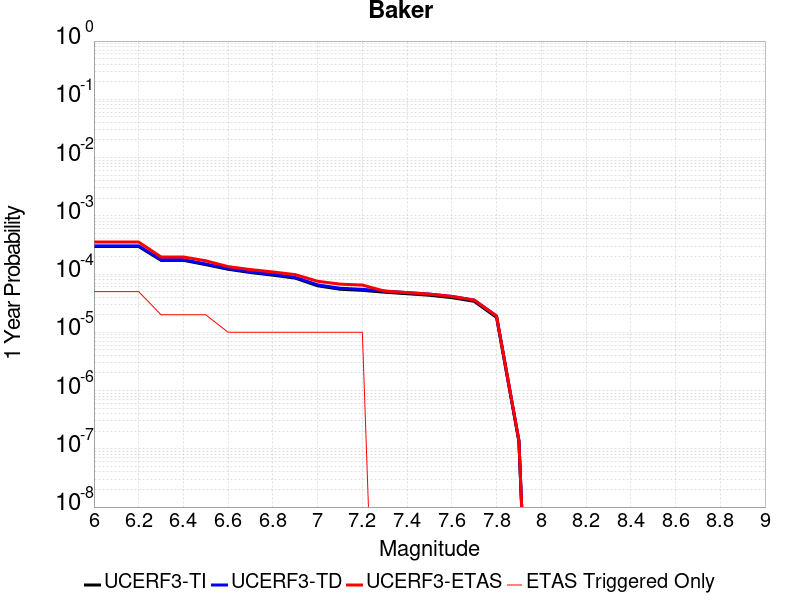 Baker
10^0
10^-1
10^-2
10^-3
10^-4
10^-5
10^-6
10^-7
10^-8
1 Year Probability
6 6.2 6.4 6.6 6.8 7 7.2 7.4 7.6 7.8 8 8.2 8.4 8.6 8.8 9
Magnitude
UCERF3-TI UCERF3-TD UCERF3-ETAS ETAS Triggered Only